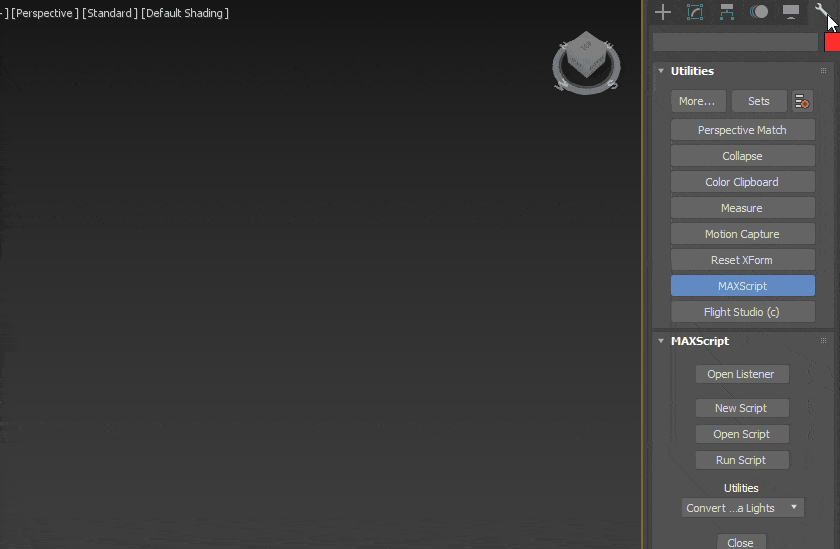 ] [Perspective ] [Standard ] [Default Shading ]
Utilities
More...
Sets
Perspective Match
Collapse
Color Clipboard
Measure
Motion Capture
Reset XForm
MAXScript
Flight Studio (c)
MAXScript
Open Listener
New Script
Open Script
Run Script
Utilities
Convert ...a Lights
Close
TOP
W
S